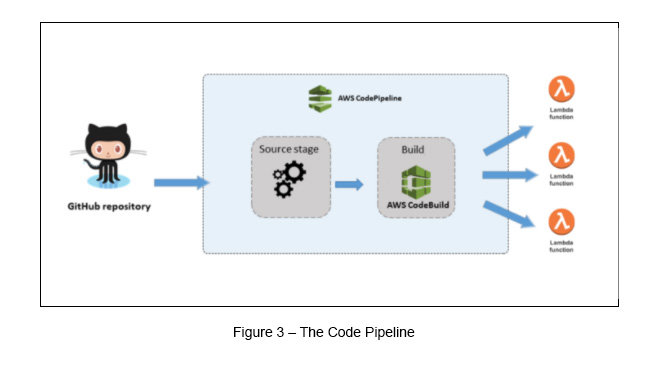 AWS CodePipeline
GitHub repository
Source stage
Build
AWS CodeBuild
Lambda
function
Lambda
function
Lambda
function
Figure 3 – The Code Pipeline